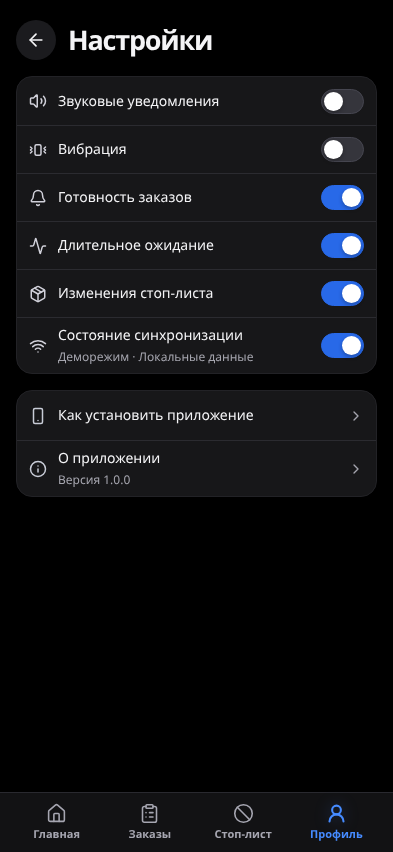 Настройки
Звуковые уведомления
Вибрация
Готовность заказов
Длительное ожидание
Изменения стоп-листа
Состояние синхронизации
Деморежим · Локальные данные
Как установить приложение
О приложении
Версия 1.0.0
Главная
Заказы
Стоп-лист
Профиль